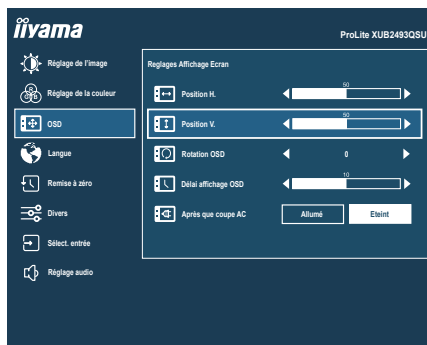 iiyama
ProLite XUB2493QSU
Réglage de l'image
Réglage de la couleur
OSD
Langue
Remise à zéro
Divers
Sélect. entrée
Réglage audio
Reglages Affichage Ecran
Position H.
50
Position V.
50
Rotation OSD
0
Délai affichage OSD
10
Après que coupe AC
Allumé
Eteint